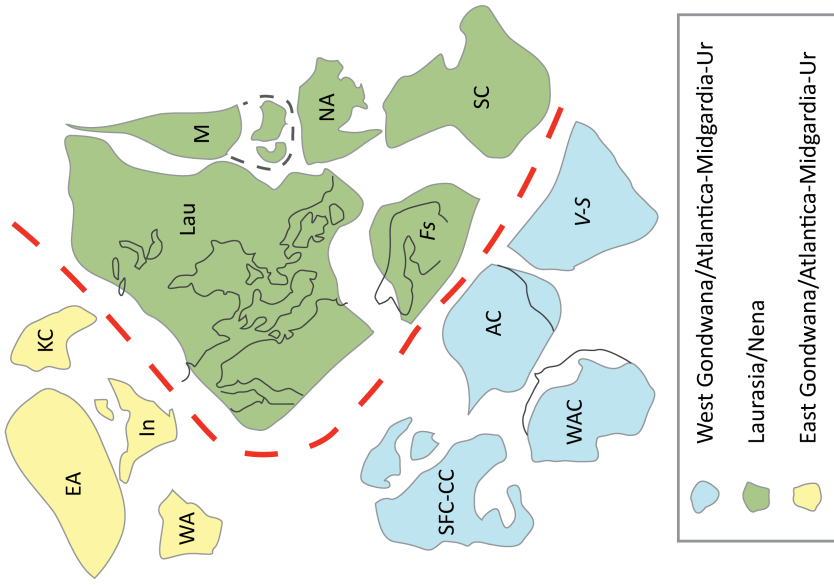 EA
KC
WA
In
Lau
M
NA
SFC-CC
Fs
SC
AC
WAC
V-S
West Gondwana/Atlantica-Midgardia-Ur
Laurasia/Nena
East Gondwana/Atlantica-Midgardia-Ur